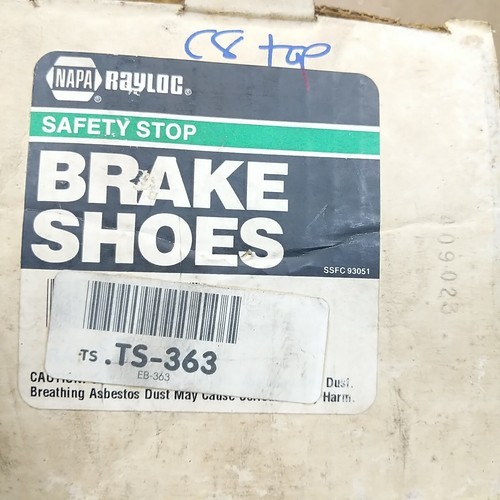 C8 top
NAPA® RAYLOC®
SAFETY STOP
BRAKE
SHOES
SSFC 93051
409023
TS .TS-363
EB-363
Dust.
Breathing Asbestos Dust May Cause Harm.